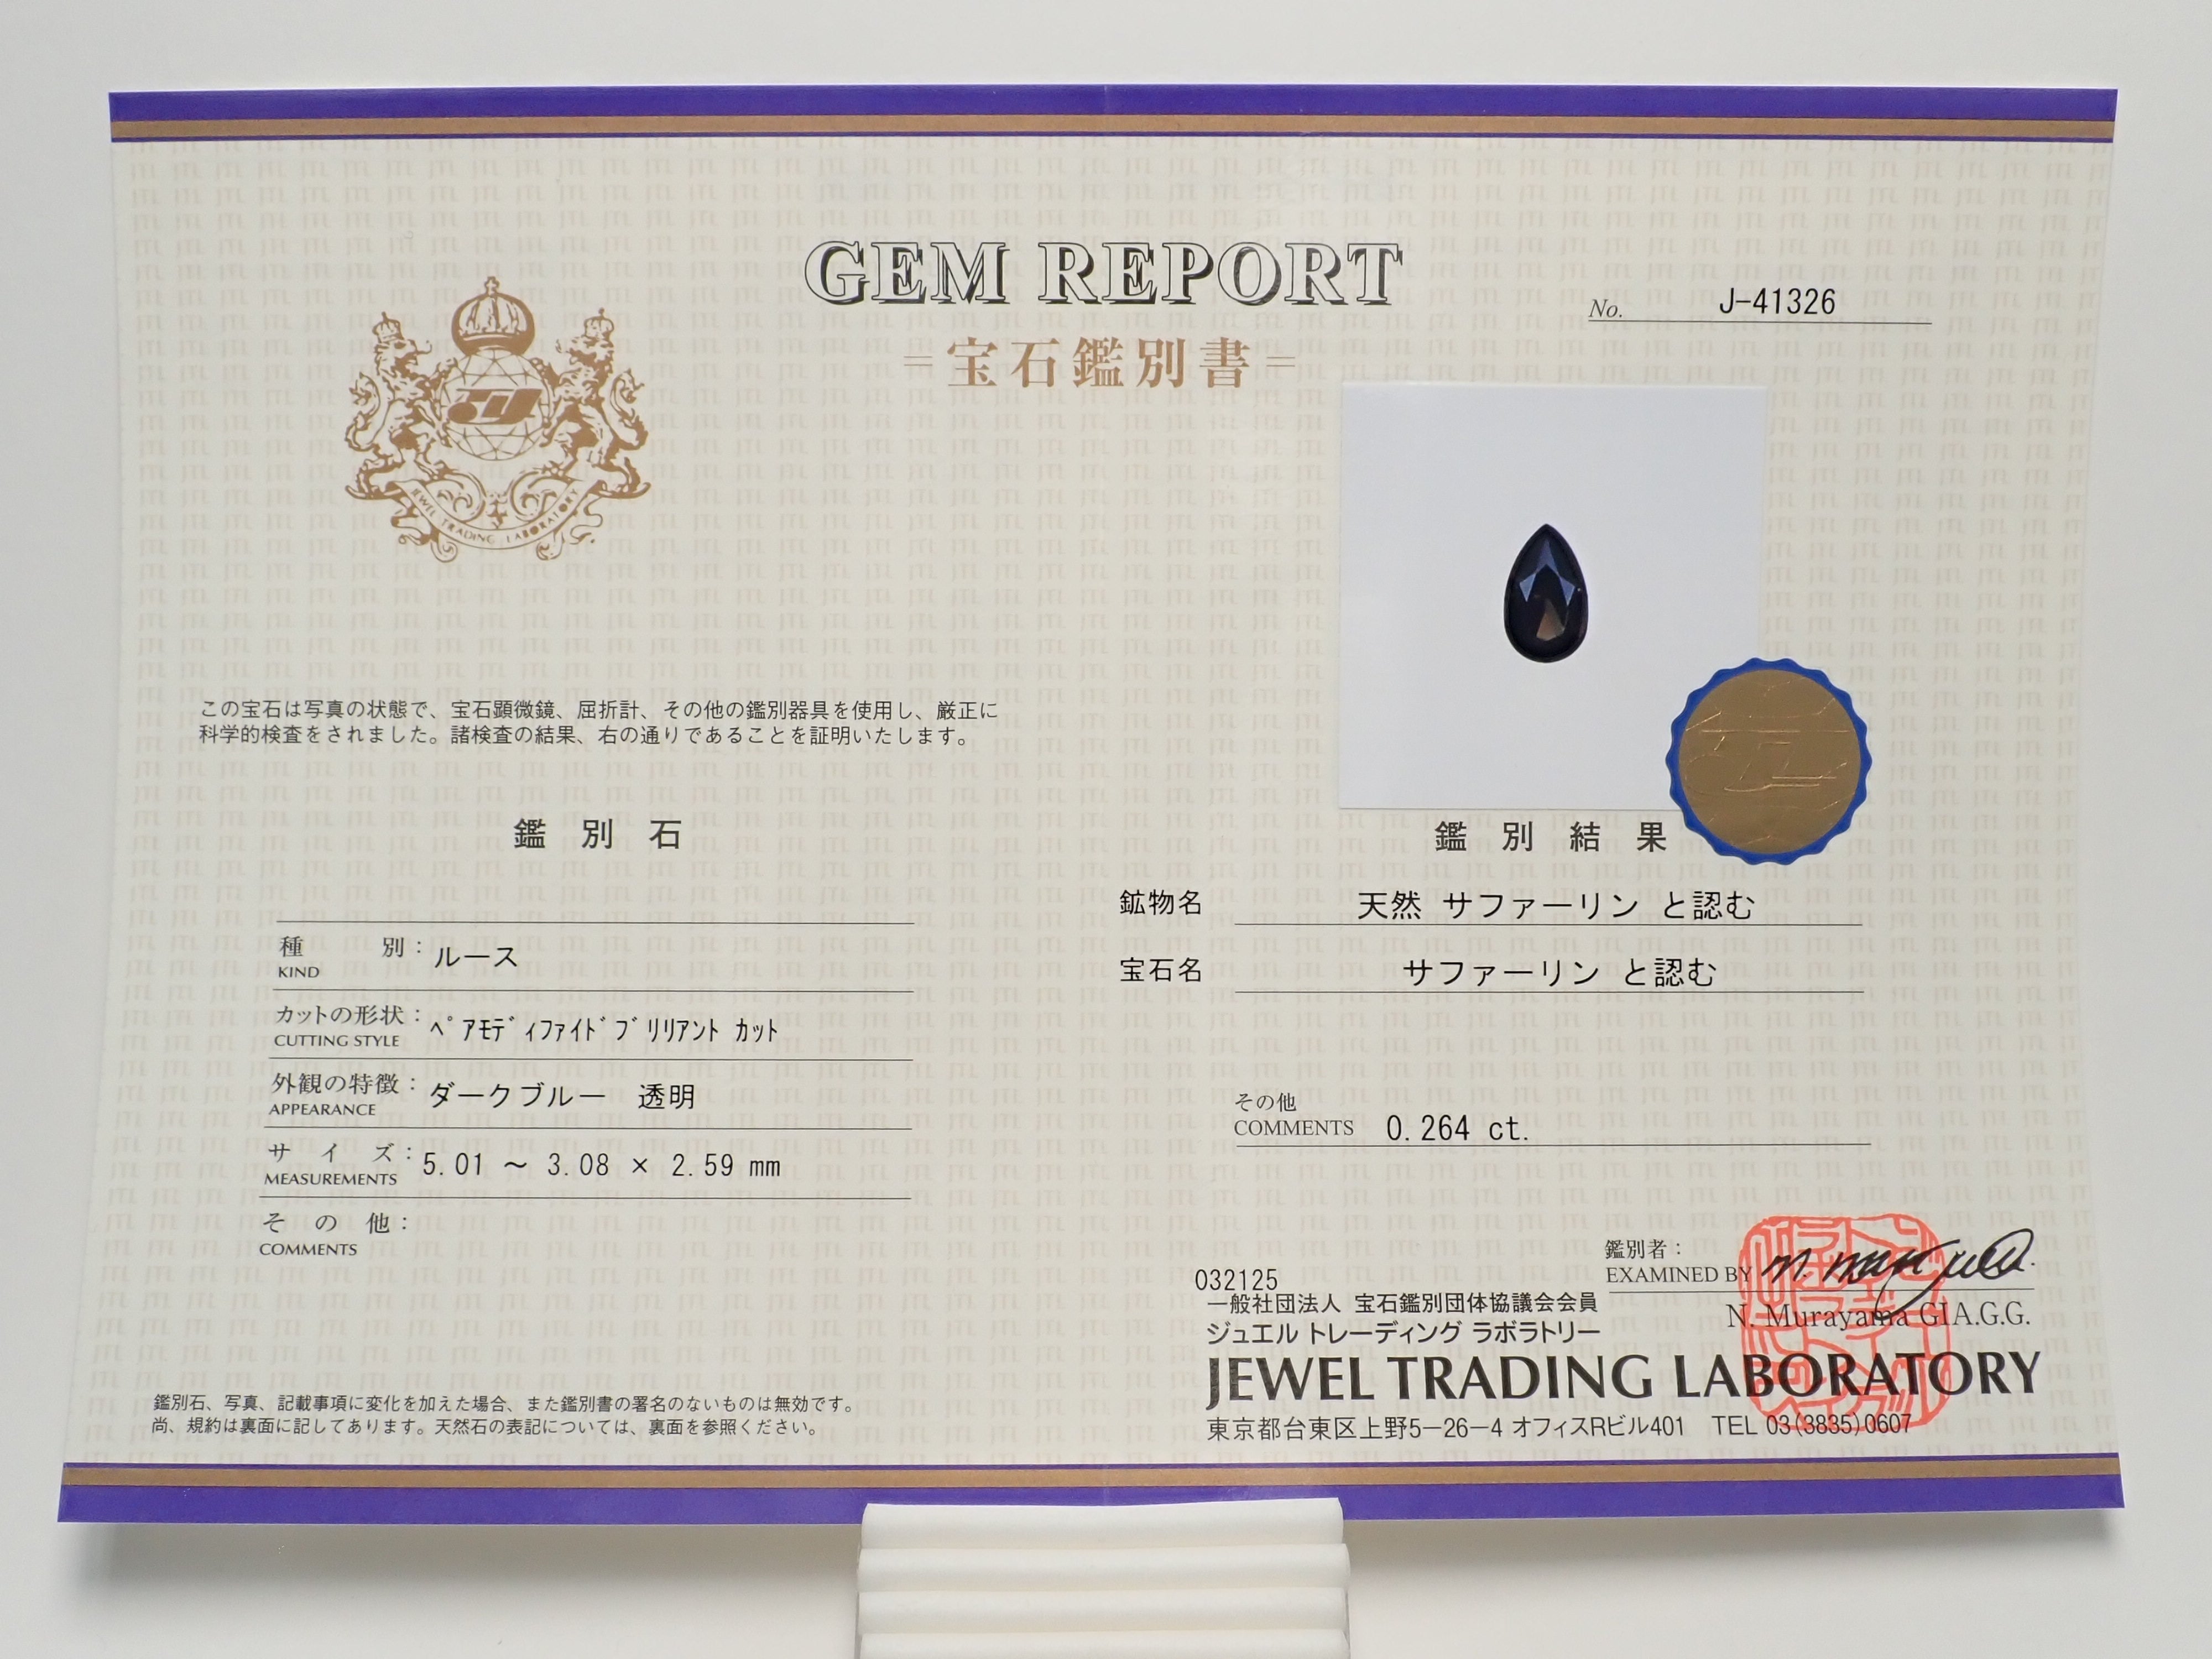 GEM REPORT
No. J-41326
=宝石鑑別書=
JEWEL TRADING LABORATORY
この宝石は写真の状態で、宝石顕微鏡、屈折計、その他の鑑別器具を使用し、厳正に
科学的検査をされました。諸検査の結果、右の通りであることを証明いたします。
鑑別石
種別: ルース
KIND
カットの形状: ﾍﾟｱﾓﾃﾞｨﾌｧｲﾄﾞﾌﾞﾘﾘｱﾝﾄ ｶｯﾄ
CUTTING STYLE
外観の特徴: ダークブルー 透明
APPEARANCE
サイズ: 5.01 ～ 3.08 × 2.59 mm
MEASUREMENTS
その他:
COMMENTS
鑑別石、写真、記載事項に変化を加えた場合、また鑑別書の署名のないものは無効です。
尚、規約は裏面に記してあります。天然石の表記については、裏面を参照ください。
鑑別結果
鉱物名 天然 サファーリン と認む
宝石名 サファーリン と認む
その他
COMMENTS 0.264 ct.
鑑別者:
EXAMINED BY
N. Murayama GIA.G.G.
032125
一般社団法人 宝石鑑別団体協議会会員
ジュエル トレーディング ラボラトリー
JEWEL TRADING LABORATORY
東京都台東区上野5−26−4 オフィスRビル401 TEL 03(3835)0607